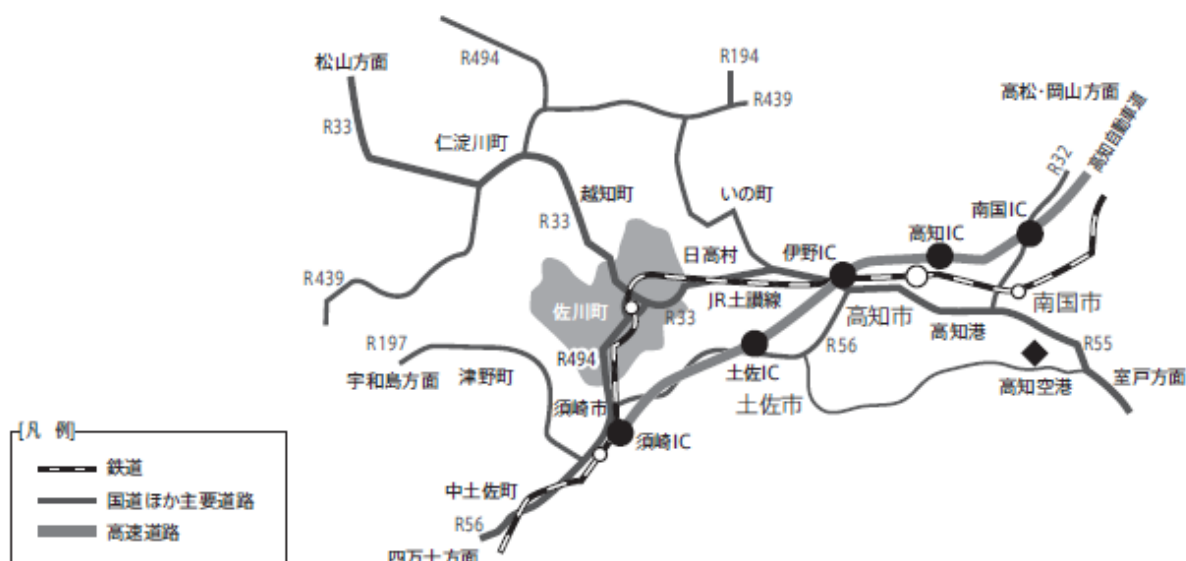 R494
松山方面
R194
高松・岡山方面
R439
高知自動車道
R33
仁淀川町
R32
越知町
いの町
南国IC
R33
高知IC
日高村
伊野IC
R439
JR土讃線
南国市
佐川町
R33
高知市
高知港
R197
R494
R56
R55
宇和島方面
津野町
土佐IC
高知空港
室戸方面
須崎市
土佐市
[凡 例]
須崎IC
鉄道
中土佐町
国道ほか主要道路
R56
高速道路
四万十方面